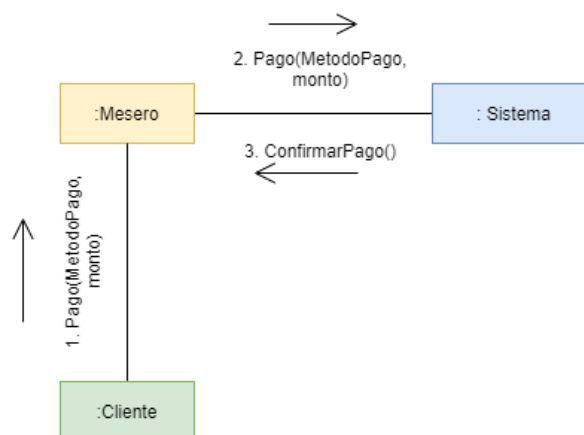 2. Pago(MetodoPago,
monto)
:Mesero
: Sistema
3. ConfirmarPago()
1. Pago(MetodoPago,
monto)
:Cliente